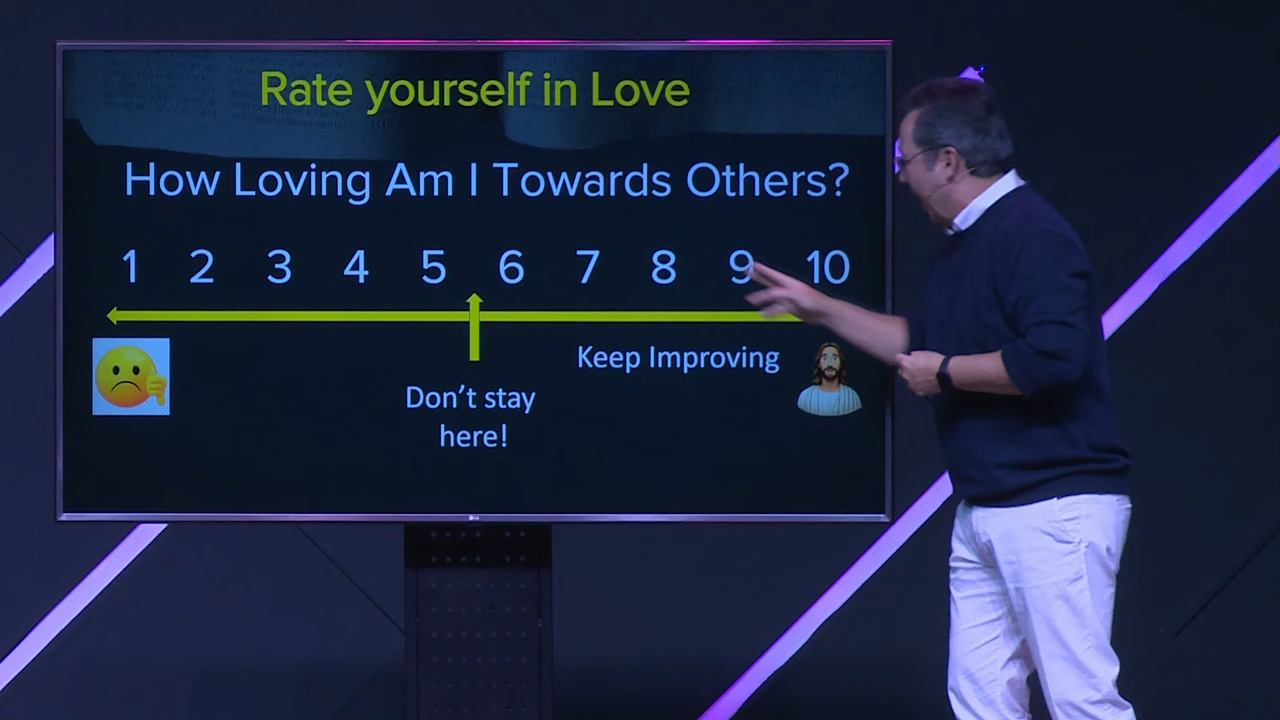 Rate yourself in Love
How Loving Am I Towards Others?
1 2 3 4 5 6 7 8 9 10
Keep Improving
Don't stay
here!
LG